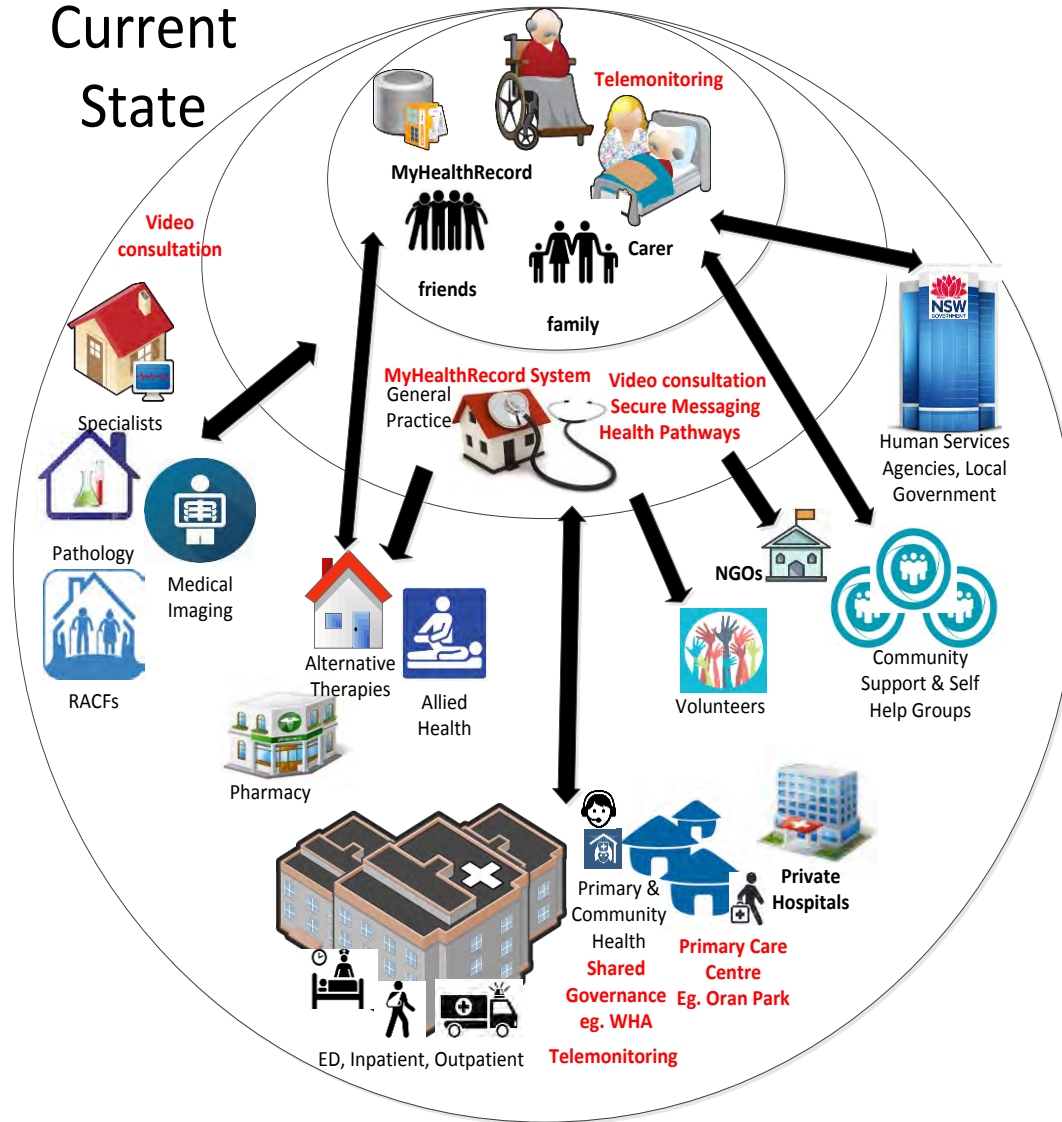 Current
State
Telemonitoring
MyHealthRecord
Video
consultation
Carer
friends
family
NSW
GOVERNMENT
MyHealthRecord System
General
Practice
Video consultation
Secure Messaging
Health Pathways
Specialists
Human Services
Agencies, Local
Government
Pathology
Medical
Imaging
NGOs
RACFs
Alternative
Therapies
Allied
Health
Volunteers
Community
Support & Self
Help Groups
Pharmacy
Primary &
Community
Health
Shared
Governance
eg. WHA
Private
Hospitals
Primary Care
Centre
Eg. Oran Park
ED, Inpatient, Outpatient
Telemonitoring